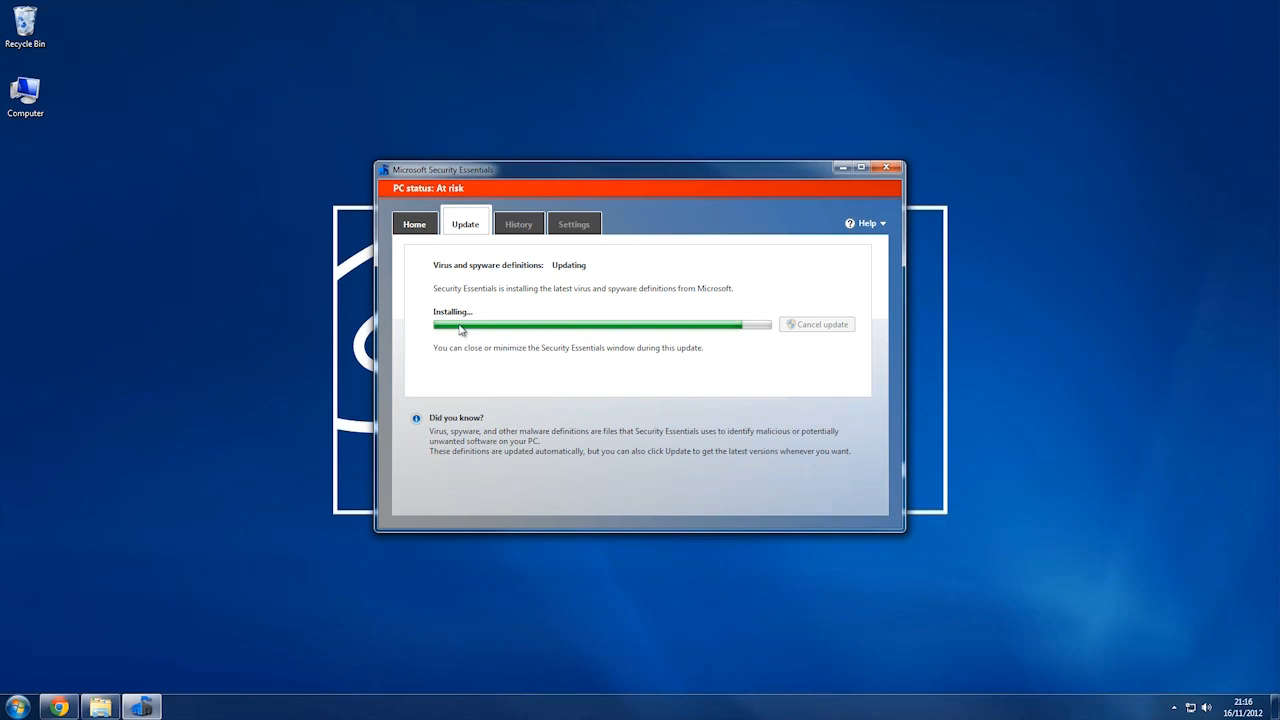 Recycle Bin
Computer
Microsoft Security Essentials
PC status: At risk
Home
Update
History
Settings
Help
Virus and spyware definitions: Updating
Security Essentials is installing the latest virus and spyware definitions from Microsoft.
Installing...
Cancel update
You can close or minimize the Security Essentials window during this update.
Did you know?
Virus, spyware, and other malware definitions are files that Security Essentials uses to identify malicious or potentially
unwanted software on your PC.
These definitions are updated automatically, but you can also click Update to get the latest versions whenever you want.
21:16
16/11/2012